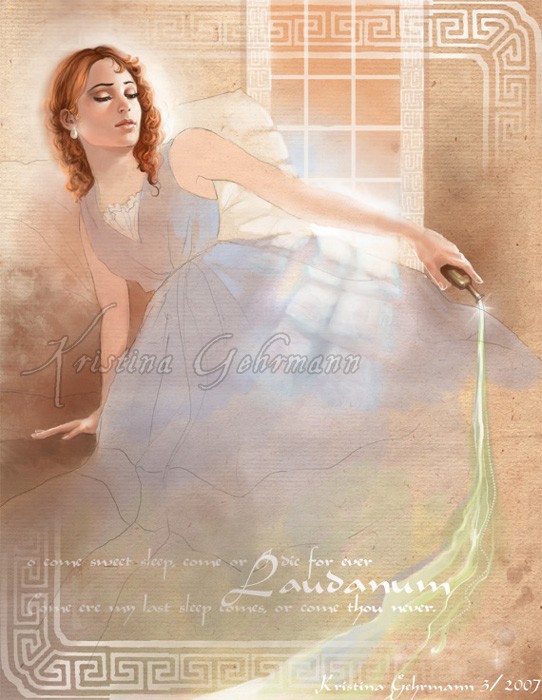 Kristina Gehrmann
o come sweet sleep, come or I die for ever
Laudanum
Come ere my last sleep comes, or come thou never.
Kristina Gehrmann 3/2007